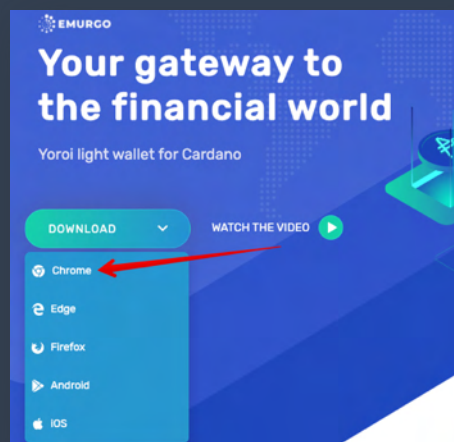 EMURGO
Your gateway to
the financial world
Yoroi light wallet for Cardano
DOWNLOAD
WATCH THE VIDEO
Chrome
Edge
Firefox
Android
iOS